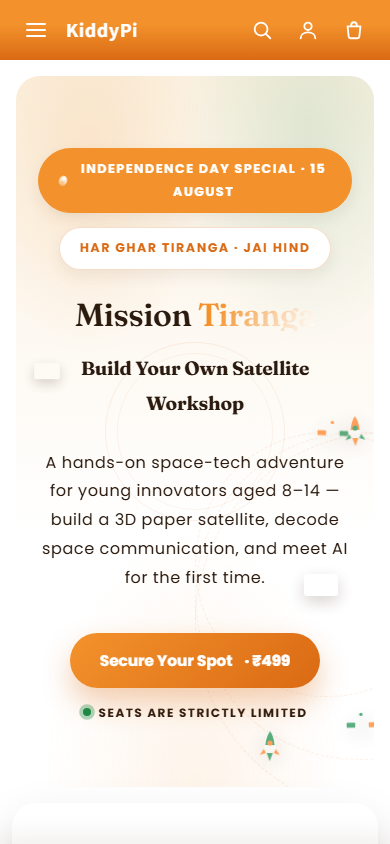 KiddyPi
INDEPENDENCE DAY SPECIAL · 15
AUGUST
HAR GHAR TIRANGA · JAI HIND
Mission Tiranga
Build Your Own Satellite
Workshop
A hands-on space-tech adventure
for young innovators aged 8–14 —
build a 3D paper satellite, decode
space communication, and meet AI
for the first time.
Secure Your Spot · ₹499
SEATS ARE STRICTLY LIMITED